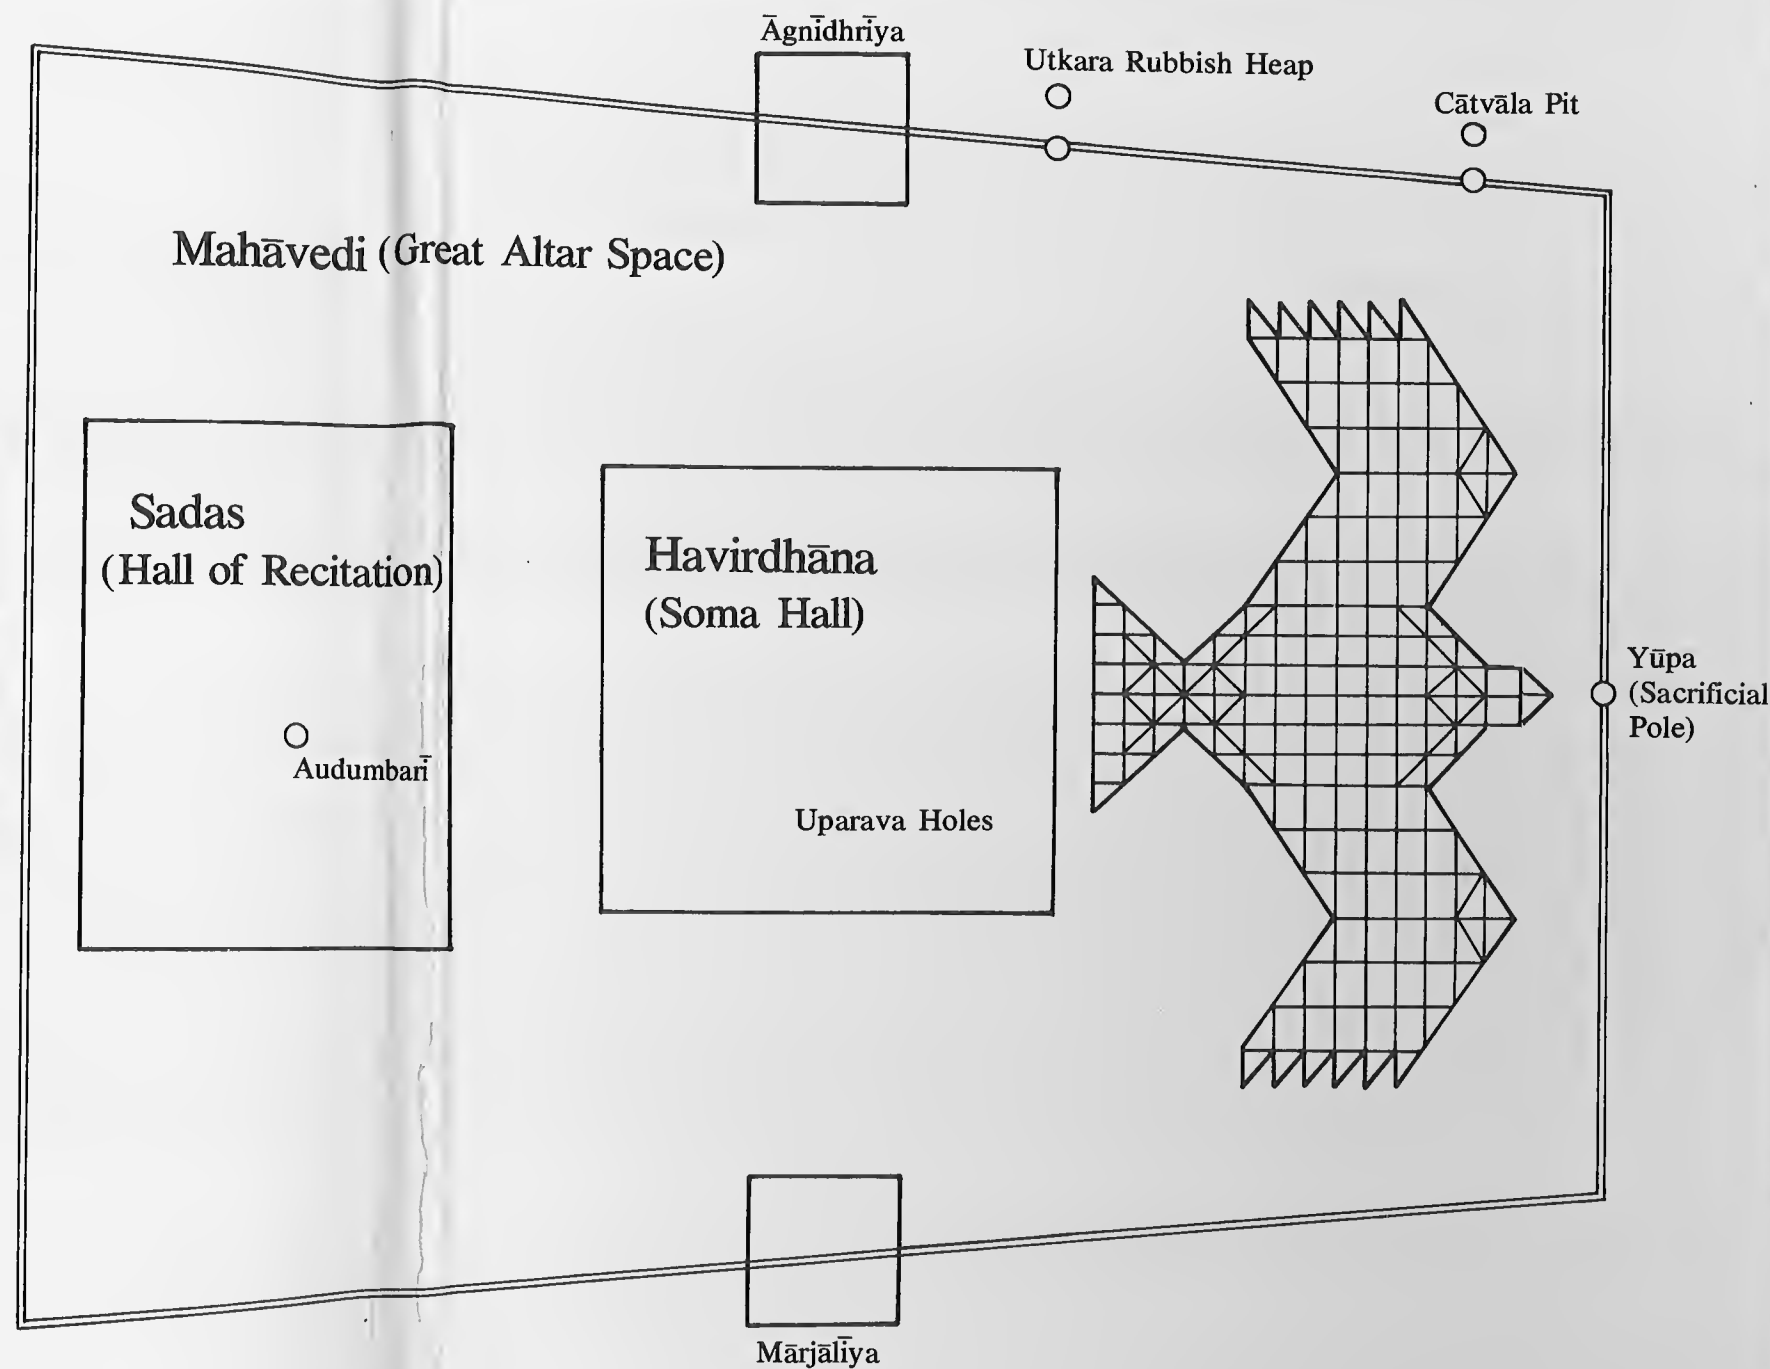 Āgnīdhrīya
Utkara Rubbish Heap
Cātvāla Pit
Mahāvedi (Great Altar Space)
Sadas
(Hall of Recitation)
Havirdhāna
(Soma Hall)
Yūpa
(Sacrificial
Pole)
Audumbarī
Uparava Holes
Mārjālīya